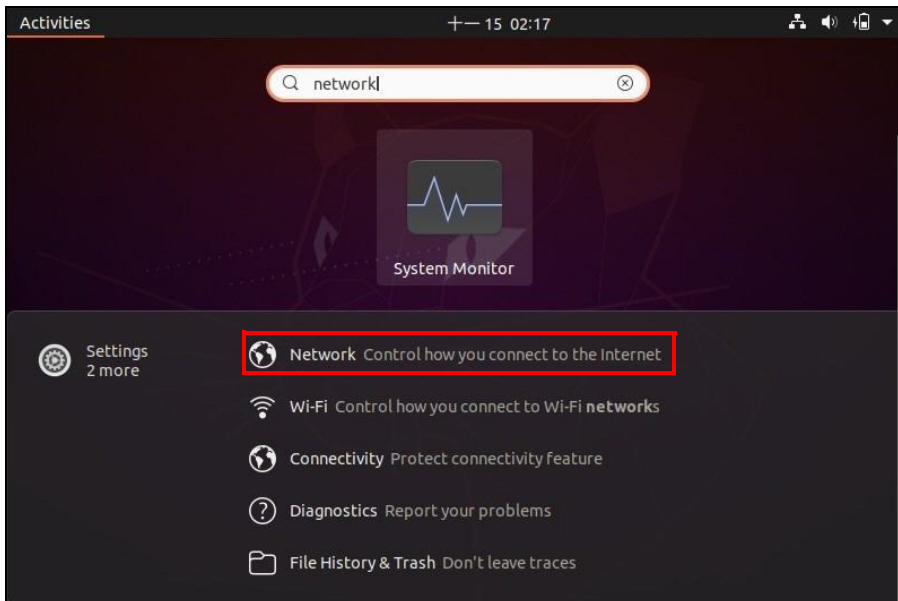 Activities
十一 15 02:17
network
System Monitor
Settings
2 more
Network Control how you connect to the Internet
Wi-Fi Control how you connect to Wi-Fi networks
Connectivity Protect connectivity feature
Diagnostics Report your problems
File History & Trash Don't leave traces